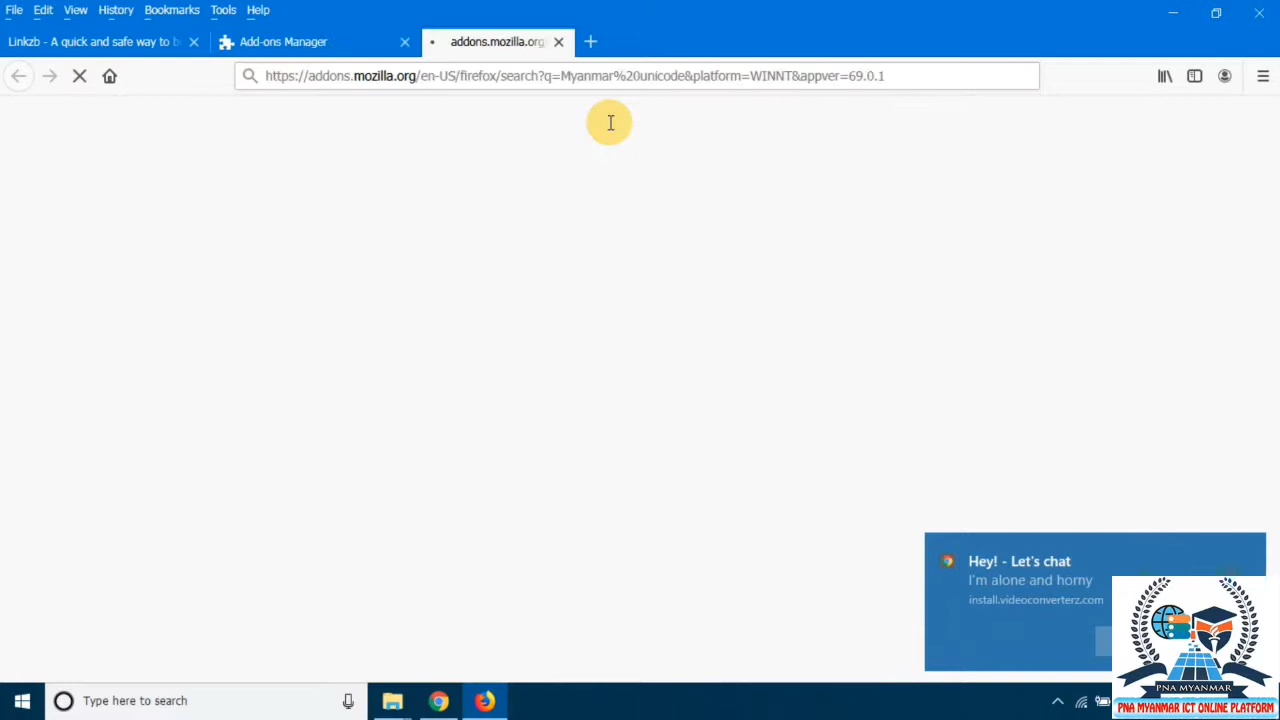 File Edit View History Bookmarks Tools Help
Linkzb - A quick and safe way to b
Add-ons Manager
addons.mozilla.org
https://addons.mozilla.org/en-US/firefox/search?q=Myanmar%20unicode&platform=WINNT&appver=69.0.1
Hey! - Let's chat
I'm alone and horny
install.videoconverterz.com
PNA MYANMAR
PNA MYANMAR ICT ONLINE PLATFORM
Type here to search